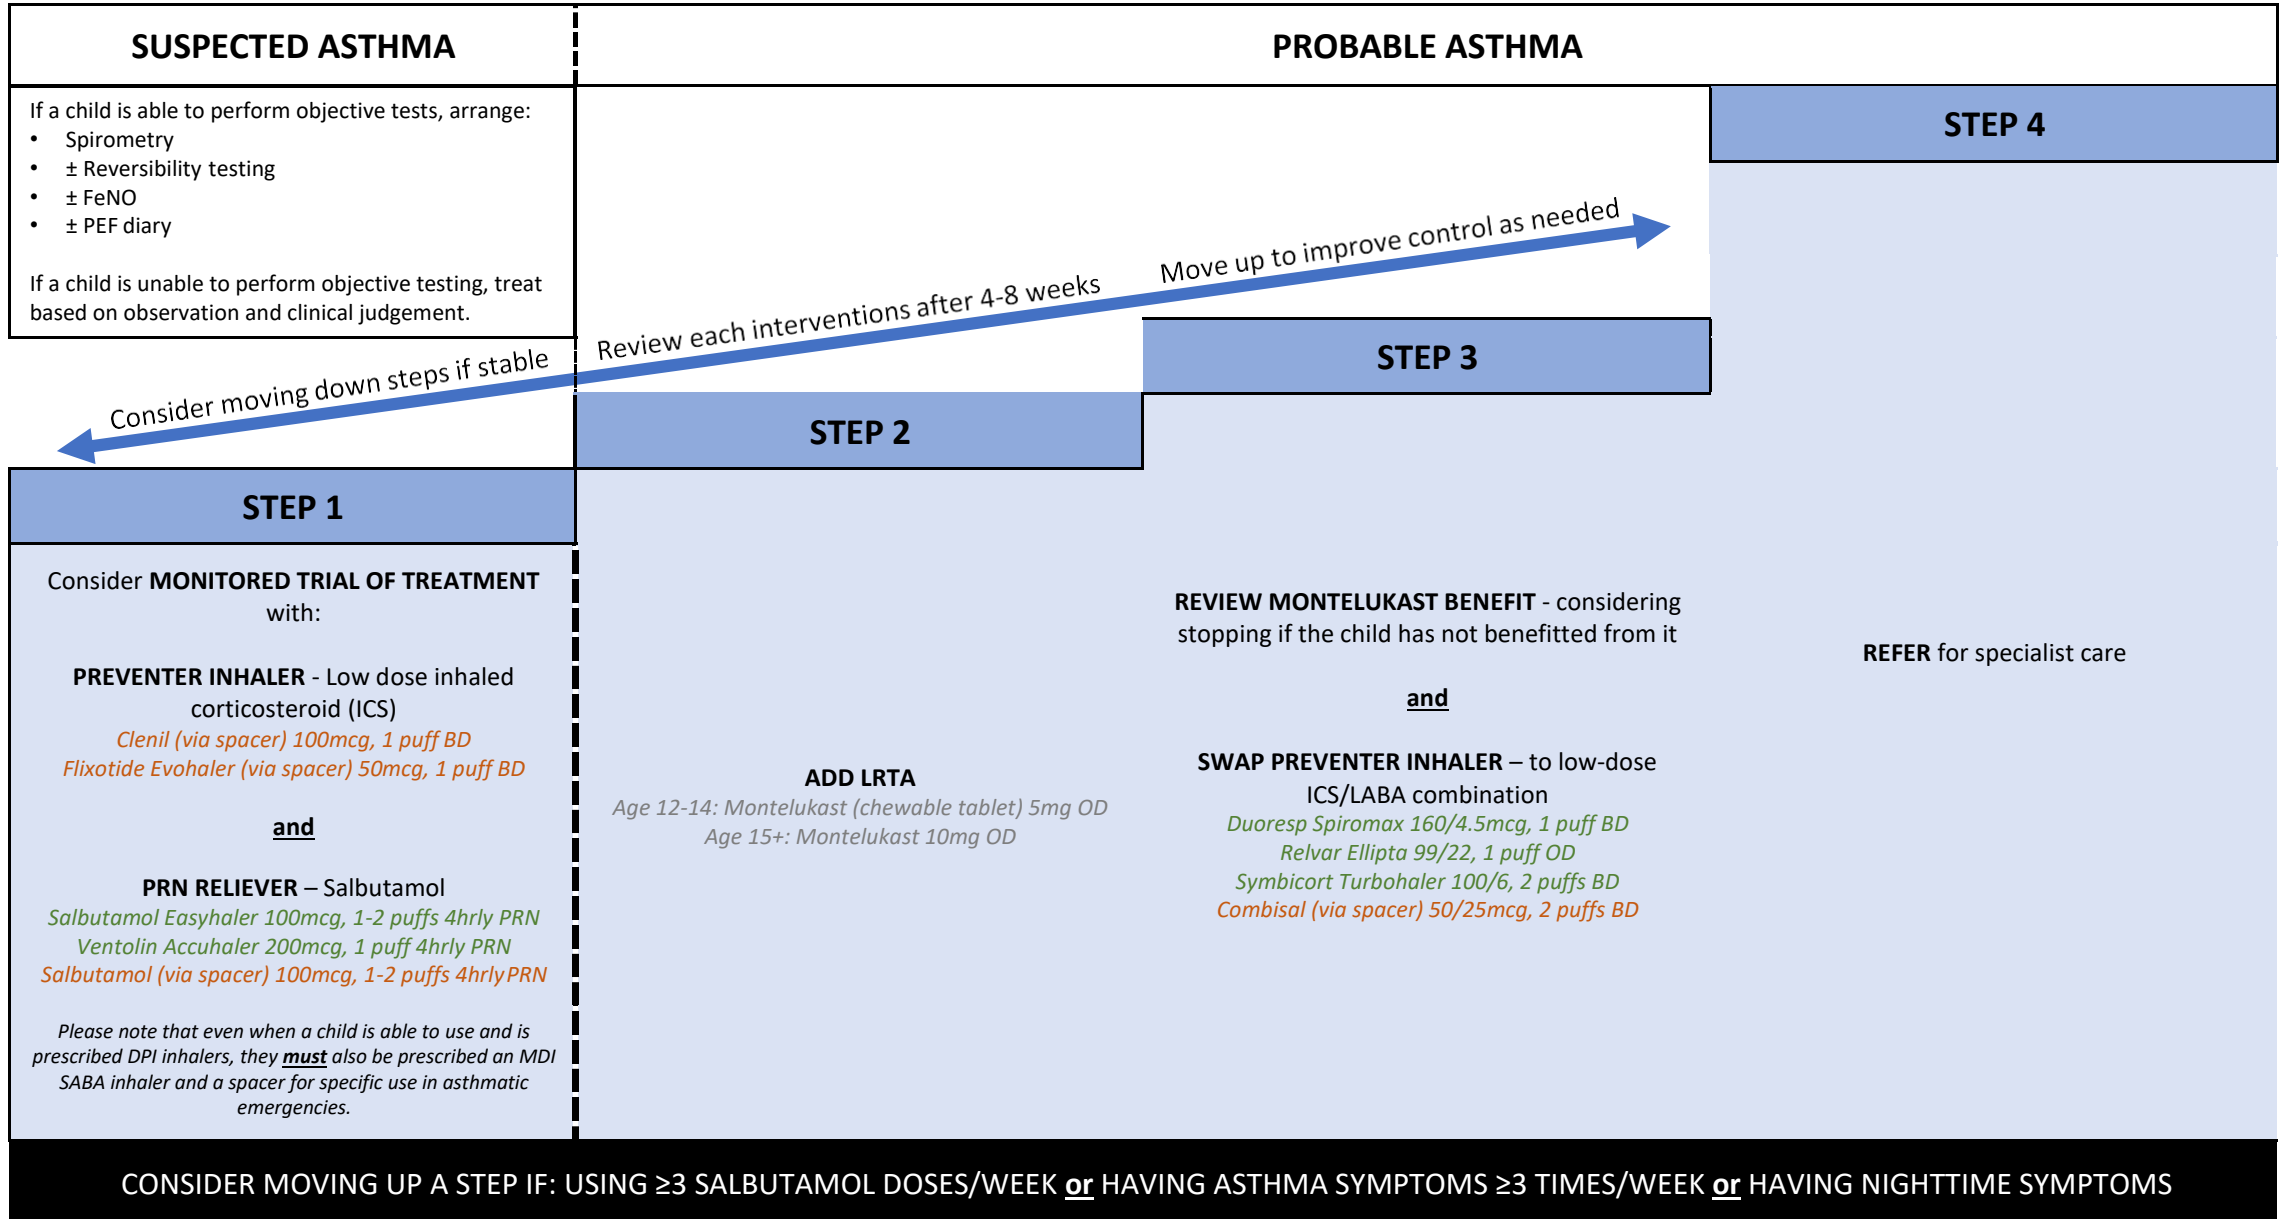 SUSPECTED ASTHMA
PROBABLE ASTHMA
If a child is able to perform objective tests, arrange:
• Spirometry
• ± Reversibility testing
• ± FeNO
• ± PEF diary
If a child is unable to perform objective testing, treat
based on observation and clinical judgement.
Consider moving down steps if stable
Review each interventions after 4-8 weeks
Move up to improve control as needed
STEP 1
Consider MONITORED TRIAL OF TREATMENT
with:
PREVENTER INHALER - Low dose inhaled
corticosteroid (ICS)
Clenil (via spacer) 100mcg, 1 puff BD
Flixotide Evohaler (via spacer) 50mcg, 1 puff BD
and
PRN RELIEVER – Salbutamol
Salbutamol Easyhaler 100mcg, 1-2 puffs 4hrly PRN
Ventolin Accuhaler 200mcg, 1 puff 4hrly PRN
Salbutamol (via spacer) 100mcg, 1-2 puffs 4hrly PRN
Please note that even when a child is able to use and is
prescribed DPI inhalers, they must also be prescribed an MDI
SABA inhaler and a spacer for specific use in asthmatic
emergencies.
STEP 2
ADD LRTA
Age 12-14: Montelukast (chewable tablet) 5mg OD
Age 15+: Montelukast 10mg OD
STEP 3
REVIEW MONTELUKAST BENEFIT - considering
stopping if the child has not benefitted from it
and
SWAP PREVENTER INHALER – to low-dose
ICS/LABA combination
Duoresp Spiromax 160/4.5mcg, 1 puff BD
Relvar Ellipta 99/22, 1 puff OD
Symbicort Turbohaler 100/6, 2 puffs BD
Combisal (via spacer) 50/25mcg, 2 puffs BD
STEP 4
REFER for specialist care
CONSIDER MOVING UP A STEP IF: USING ≥3 SALBUTAMOL DOSES/WEEK or HAVING ASTHMA SYMPTOMS ≥3 TIMES/WEEK or HAVING NIGHTTIME SYMPTOMS